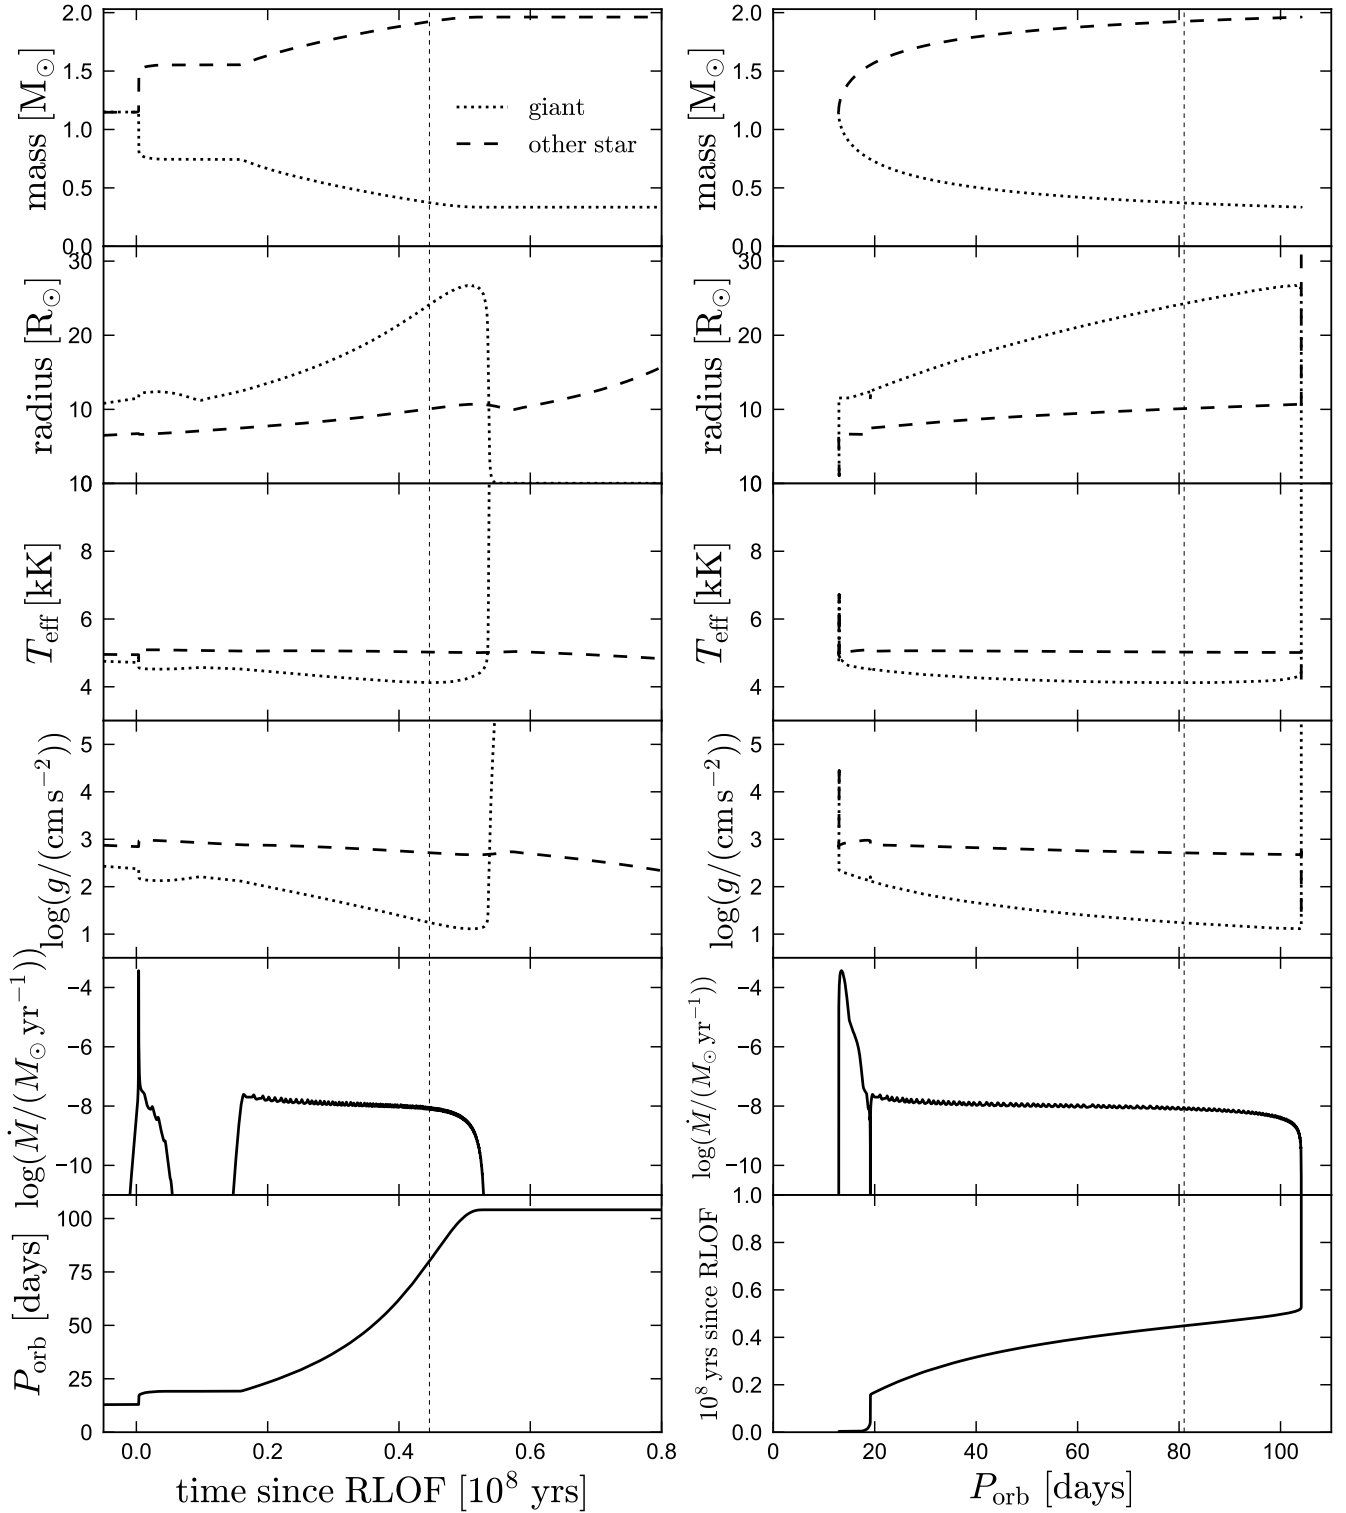 mass [M⊙]
2.0
1.5
1.0
0.5
0.0
giant
other star
mass [M⊙]
2.0
1.5
1.0
0.5
0.0
radius [R⊙]
30
20
10
radius [R⊙]
30
20
10
T_eff [kK]
10
8
6
4
T_eff [kK]
10
8
6
4
log(g/(cm s⁻²))
5
4
3
2
1
log(g/(cm s⁻²))
5
4
3
2
1
log(Ṁ/(M⊙ yr⁻¹))
−4
−6
−8
−10
log(Ṁ/(M⊙ yr⁻¹))
−4
−6
−8
−10
P_orb [days]
100
75
50
25
0
10⁸ yrs since RLOF
1.0
0.8
0.6
0.4
0.2
0.0
0.0 0.2 0.4 0.6 0.8
time since RLOF [10⁸ yrs]
0 20 40 60 80 100
P_orb [days]